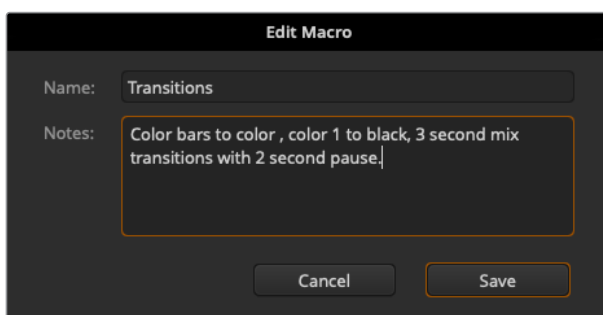 Edit Macro
Name: Transitions
Notes: Color bars to color , color 1 to black, 3 second mix
transitions with 2 second pause.
Cancel Save